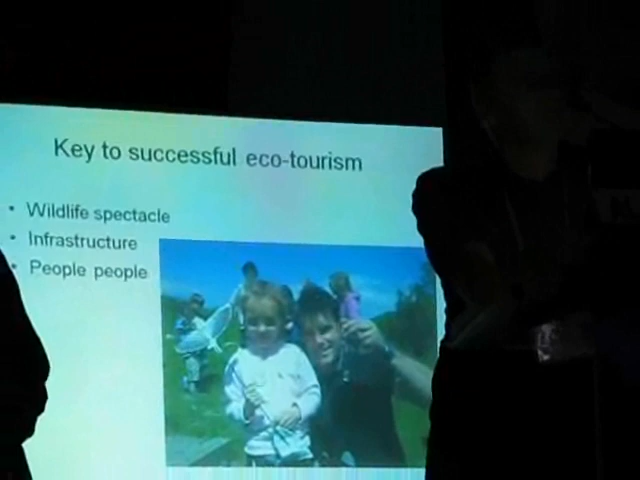 Key to successful eco-tourism
• Wildlife spectacle
• Infrastructure
• People people